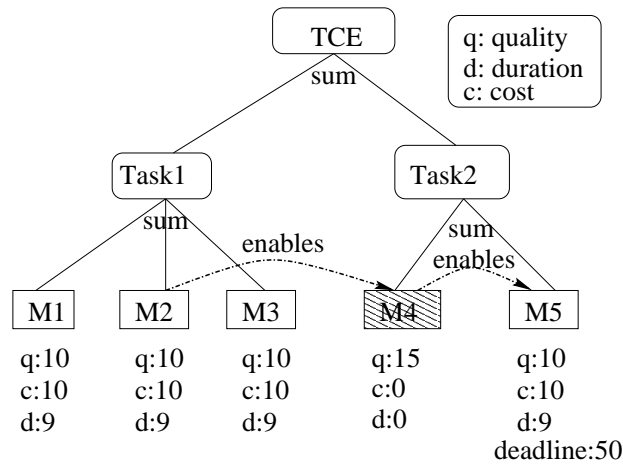 TCE
q: quality
d: duration
c: cost
sum
Task1
Task2
sum
sum
enables
enables
M1
M2
M3
M4
M5
q:10
c:10
d:9
q:10
c:10
d:9
q:10
c:10
d:9
q:15
c:0
d:0
q:10
c:10
d:9
deadline:50